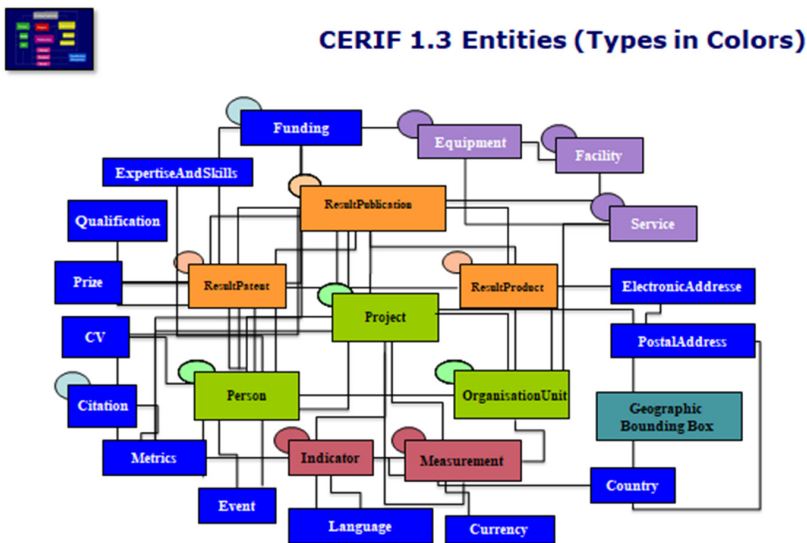 CERIF 1.3 Entities (Types in Colors)
Funding
Equipment
Facility
ExpertiseAndSkills
ResultPublication
Qualification
Service
Prize
ResultPatent
ResultProduct
ElectronicAddresse
Project
CV
PostalAddress
Person
OrganisationUnit
Citation
Geographic
Bounding Box
Metrics
Indicator
Measurement
Country
Event
Language
Currency